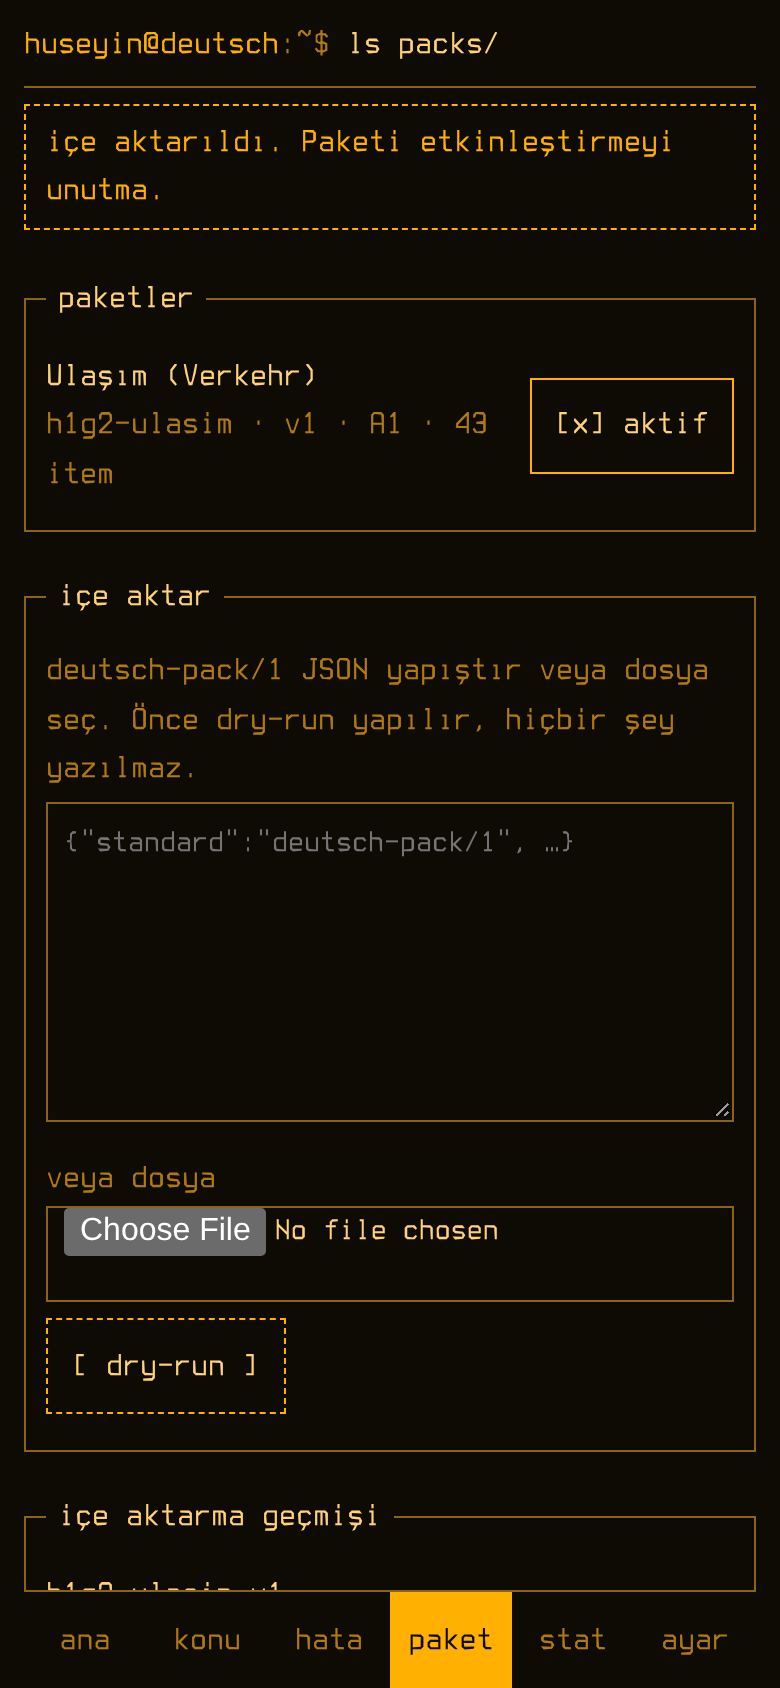 huseyin@deutsch:~$ ls packs/
içe aktarıldı. Paketi etkinleştirmeyi
unutma.
paketler
Ulaşım (Verkehr)
h1g2-ulasim · v1 · A1 · 43
item
[x] aktif
içe aktar
deutsch-pack/1 JSON yapıştır veya dosya
seç. Önce dry-run yapılır, hiçbir şey
yazılmaz.
{"standard":"deutsch-pack/1", …}
veya dosya
Choose File No file chosen
[ dry-run ]
içe aktarma geçmişi
ana konu hata paket stat ayar